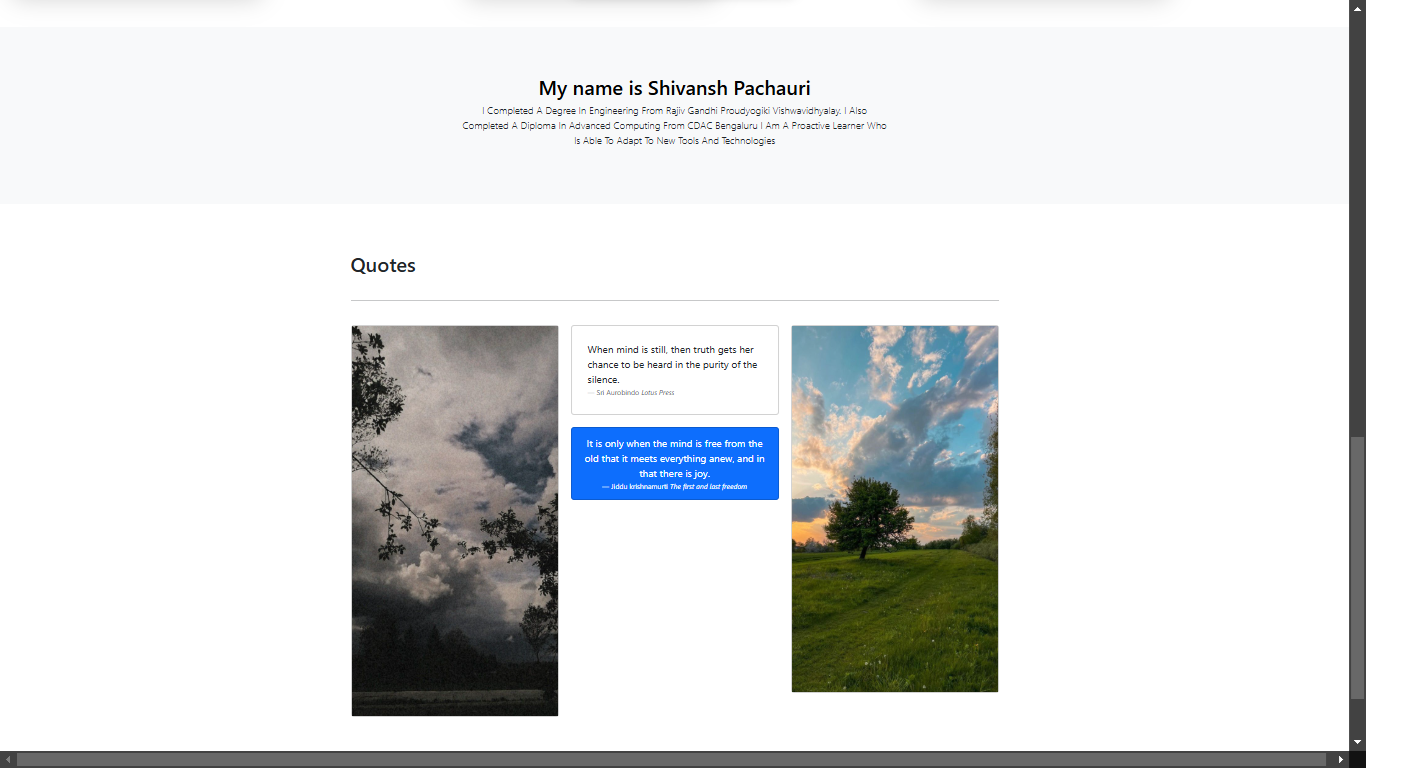 My name is Shivansh Pachauri
I Completed A Degree In Engineering From Rajiv Gandhi Proudyogiki Vishwavidhyalay. I Also
Completed A Diploma In Advanced Computing From CDAC Bengaluru I Am A Proactive Learner Who
Is Able To Adapt To New Tools And Technologies
Quotes
When mind is still, then truth gets her
chance to be heard in the purity of the
silence.
— Sri Aurobindo Lotus Press
It is only when the mind is free from the
old that it meets everything anew, and in
that there is joy.
— Jiddu krishnamurti The first and last freedom